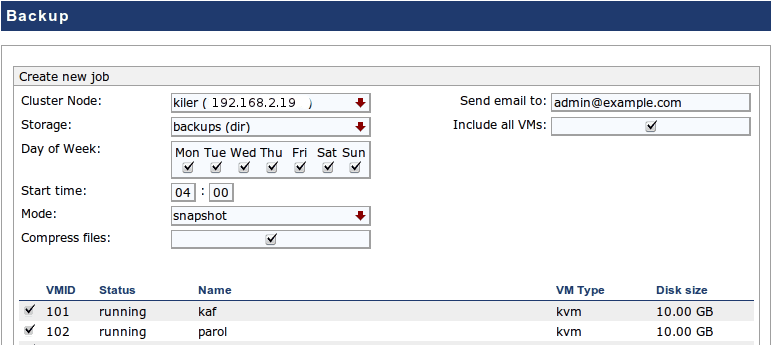 Backup
Create new job
Cluster Node: kiler ( 192.168.2.19 ) Send email to: admin@example.com
Storage: backups (dir) Include all VMs:
Day of Week: Mon Tue Wed Thu Fri Sat Sun
Start time: 04 : 00
Mode: snapshot
Compress files:
VMID Status Name VM Type Disk size
101 running kaf kvm 10.00 GB
102 running parol kvm 10.00 GB